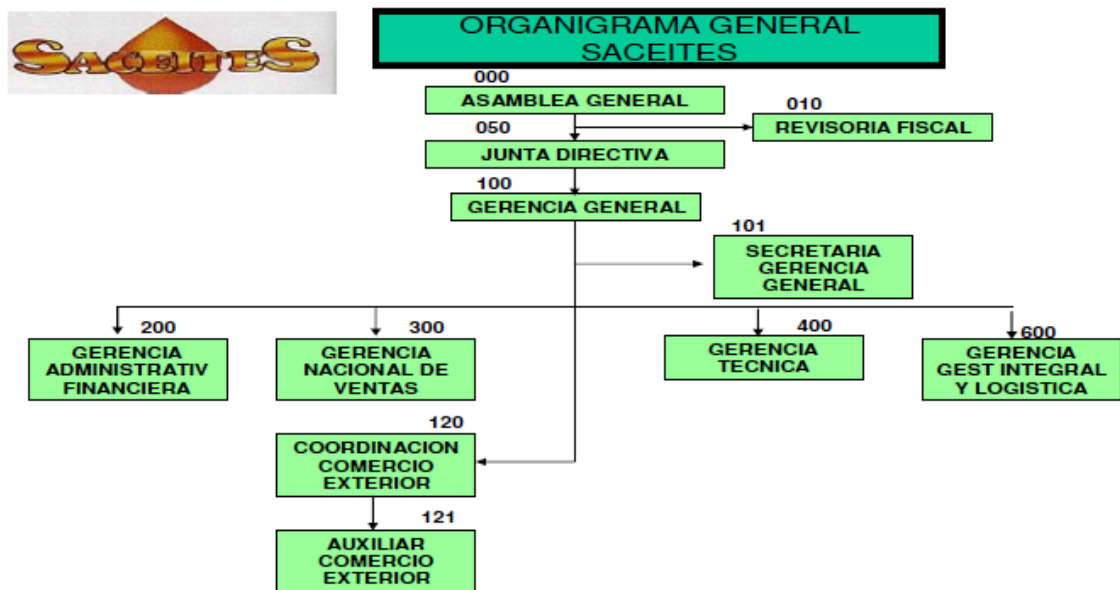 SACEITES
ORGANIGRAMA GENERAL
SACEITES
000
ASAMBLEA GENERAL
010
REVISORIA FISCAL
050
JUNTA DIRECTIVA
100
GERENCIA GENERAL
101
SECRETARIA
GERENCIA
GENERAL
200
GERENCIA
ADMINISTRATIV
FINANCIERA
300
GERENCIA
NACIONAL DE
VENTAS
400
GERENCIA
TECNICA
600
GERENCIA
GEST INTEGRAL
Y LOGISTICA
120
COORDINACION
COMERCIO
EXTERIOR
121
AUXILIAR
COMERCIO
EXTERIOR